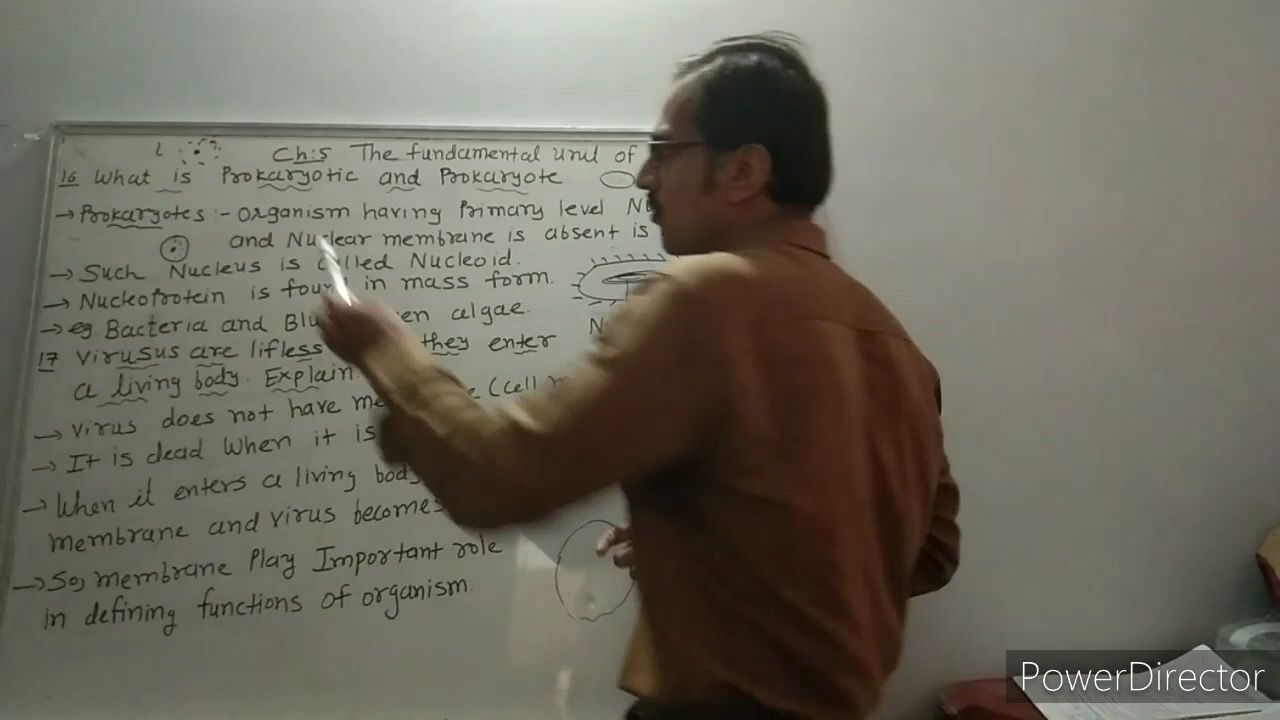 Ch:5 The fundamental unit of
16 What is Prokaryotic and Prokaryote
→ Prokaryotes :- Organism having Primary level
and Nuclear membrane is absent is
→ Such Nucleus is called Nucleoid.
→ Nucleoprotein is found in mass form.
→ eg. Bacteria and algae.
17 Virusus are lifless they enter
a living body. Explain.
→ Virus does not have (cell
→ It is dead when it is
→ When it enters a living body
membrane and virus becomes
→ So, membrane Play Important role
in defining functions of organism.
PowerDirector